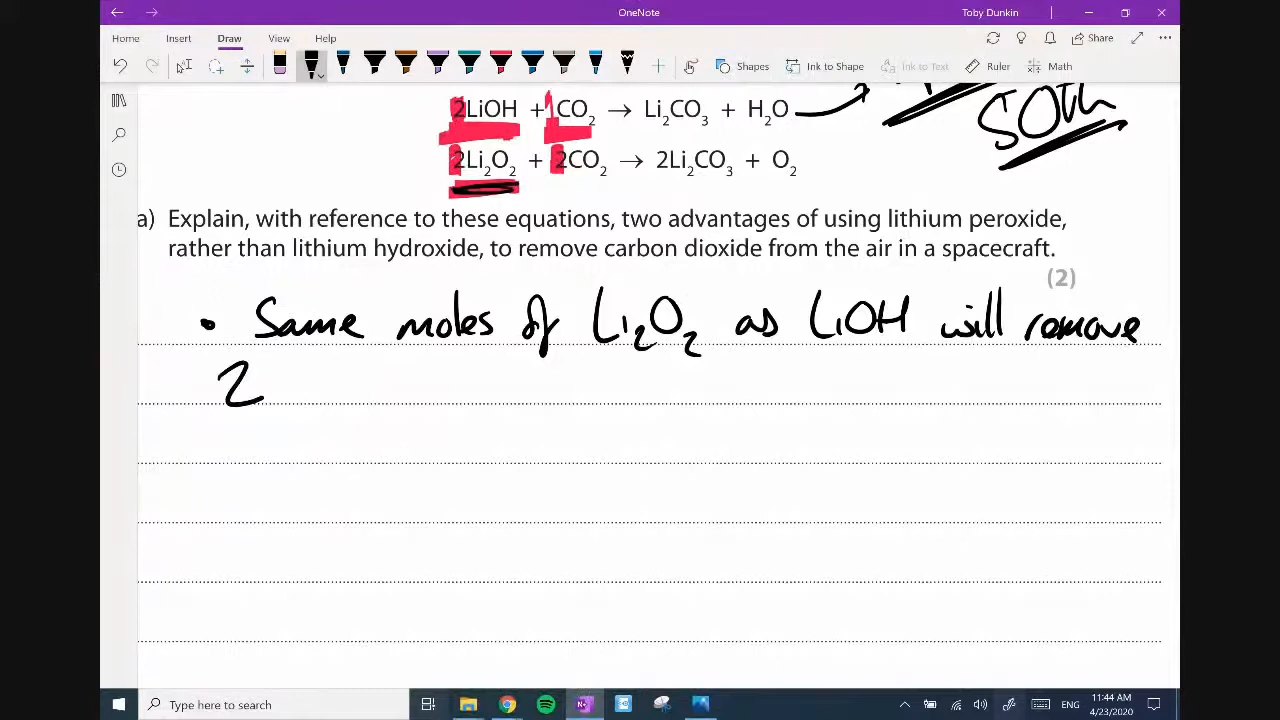 OneNote
Toby Dunkin
Home Insert Draw View Help
Share
Shapes Ink to Shape Ink to Text Ruler Math
2LiOH + 1CO₂ → Li₂CO₃ + H₂O
50th
2Li₂O₂ + 2CO₂ → 2Li₂CO₃ + O₂
a) Explain, with reference to these equations, two advantages of using lithium peroxide,
rather than lithium hydroxide, to remove carbon dioxide from the air in a spacecraft.
(2)
• Same moles of Li₂O₂ as LiOH will remove
2
Type here to search
ENG
11:44 AM
4/23/2020